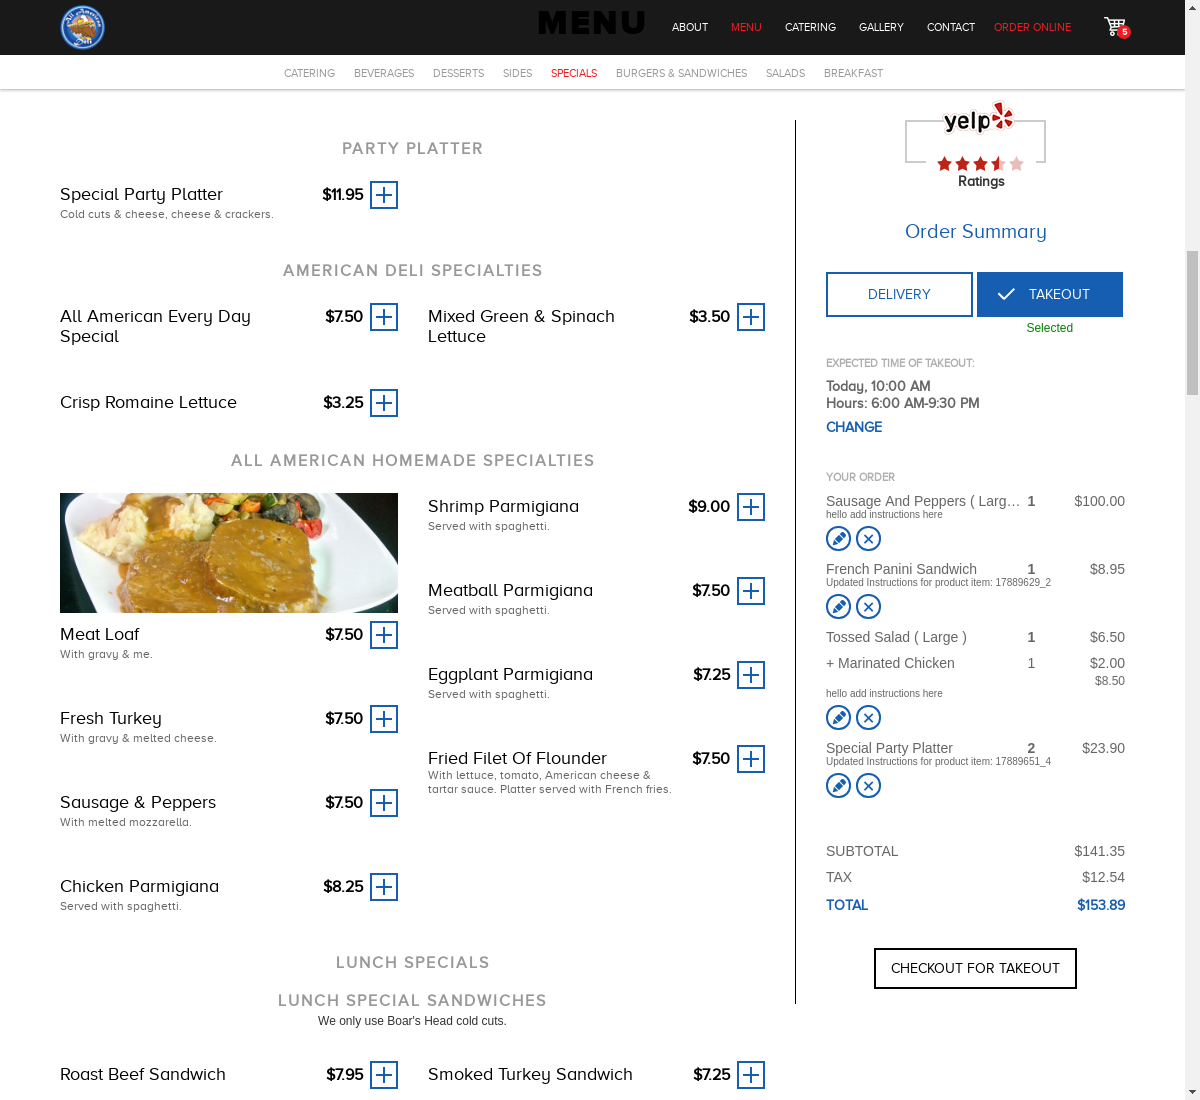 All American
Deli
MENU
ABOUT MENU CATERING GALLERY CONTACT ORDER ONLINE 5
CATERING BEVERAGES DESSERTS SIDES SPECIALS BURGERS & SANDWICHES SALADS BREAKFAST
PARTY PLATTER
Special Party Platter $11.95
Cold cuts & cheese, cheese & crackers.
AMERICAN DELI SPECIALTIES
All American Every Day
Special
$7.50
Mixed Green & Spinach
Lettuce
$3.50
Crisp Romaine Lettuce $3.25
ALL AMERICAN HOMEMADE SPECIALTIES
Meat Loaf $7.50
With gravy & me.
Fresh Turkey $7.50
With gravy & melted cheese.
Sausage & Peppers $7.50
With melted mozzarella.
Chicken Parmigiana $8.25
Served with spaghetti.
Shrimp Parmigiana $9.00
Served with spaghetti.
Meatball Parmigiana $7.50
Served with spaghetti.
Eggplant Parmigiana $7.25
Served with spaghetti.
Fried Filet Of Flounder $7.50
With lettuce, tomato, American cheese &
tartar sauce. Platter served with French fries.
LUNCH SPECIALS
LUNCH SPECIAL SANDWICHES
We only use Boar's Head cold cuts.
Roast Beef Sandwich $7.95
Smoked Turkey Sandwich $7.25
yelp
Ratings
Order Summary
DELIVERY
TAKEOUT
Selected
EXPECTED TIME OF TAKEOUT:
Today, 10:00 AM
Hours: 6:00 AM-9:30 PM
CHANGE
YOUR ORDER
Sausage And Peppers ( Larg... 1 $100.00
hello add instructions here
French Panini Sandwich 1 $8.95
Updated Instructions for product item: 17889629_2
Tossed Salad ( Large ) 1 $6.50
+ Marinated Chicken 1 $2.00
$8.50
hello add instructions here
Special Party Platter 2 $23.90
Updated Instructions for product item: 17889651_4
SUBTOTAL $141.35
TAX $12.54
TOTAL $153.89
CHECKOUT FOR TAKEOUT